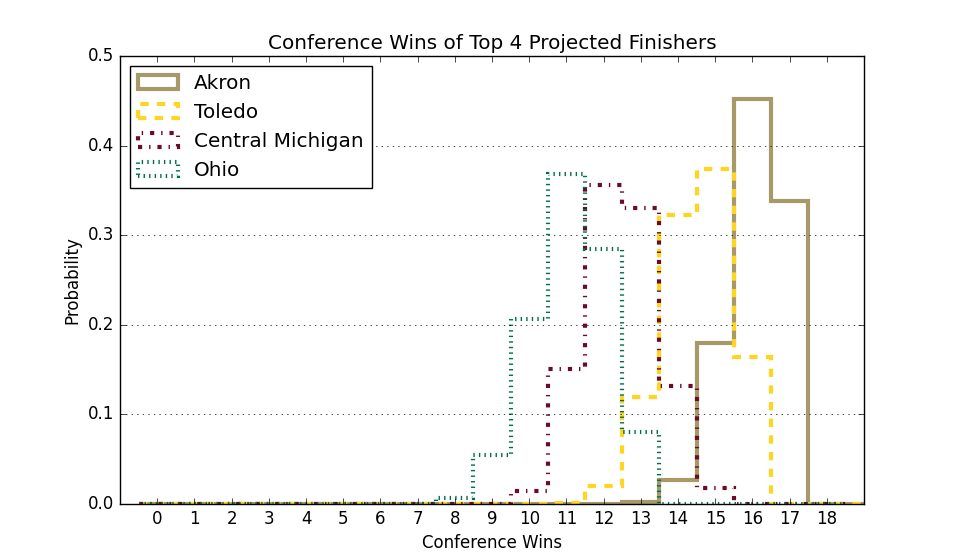 Conference Wins of Top 4 Projected Finishers
Akron
Toledo
Central Michigan
Ohio
Probability
0.5
0.4
0.3
0.2
0.1
0.0
0 1 2 3 4 5 6 7 8 9 10 11 12 13 14 15 16 17 18
Conference Wins